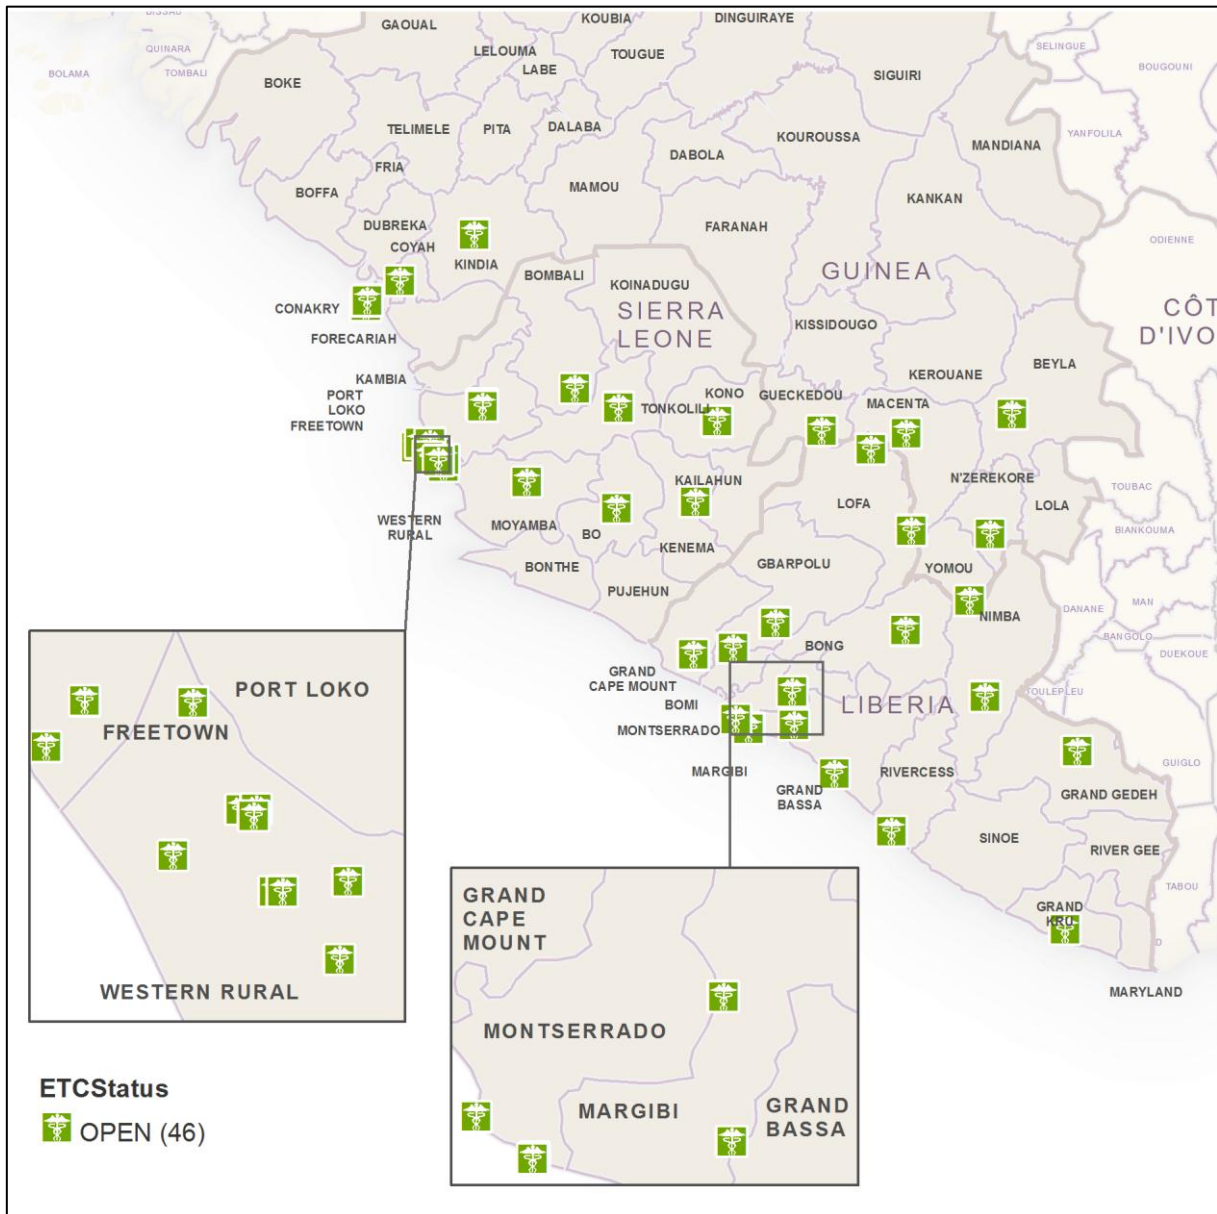 BISSAU
GAOUAL
KOUBIA
DINGUIRAYE
QUINARA
LELOUMA
TOUGUE
SELINGUE
BOLAMA
TOMBALI
LABE
SIGUIRI
BOUGOUNI
BOKE
TELIMELE
PITA
DALABA
KOUROUSSA
YANFOLILA
MANDIANA
FRIA
DABOLA
BOFFA
MAMOU
KANKAN
DUBREKA
FARANAH
COYAH
ODIENNE
KINDIA
BOMBALI
KOINADUGU
GUINEA
CONAKRY
SIERRA
LEONE
CÔT
D'IVO
KISSIDOUGO
FORECARIAH
KEROUANE
BEYLA
KAMBIA
PORT
LOKO
FREETOWN
TONKOLILI
KONO
GUECKEDOU
MACENTA
KAILAHUN
N'ZEREKORE
TOUBAC
LOFA
LOLA
WESTERN
RURAL
MOYAMBA
BO
KENEMA
BIANKOUMA
BONTHE
PUJEHUN
GBARPOLU
YOMOU
NIMBA
DANANE
MAN
BANGOLO
DUEKOUE
BONG
GRAND
CAPE MOUNT
BOMI
MONTSERRADO
LIBERIA
TOULEPLEU
MARGIBI
GRAND
BASSA
RIVERCESS
GUIGLO
GRAND GEDEH
SINOE
RIVER GEE
TABOU
GRAND
KRU
D
MARYLAND
PORT LOKO
FREETOWN
WESTERN RURAL
GRAND
CAPE
MOUNT
MONTSERRADO
MARGIBI
GRAND
BASSA
ETCStatus
OPEN (46)